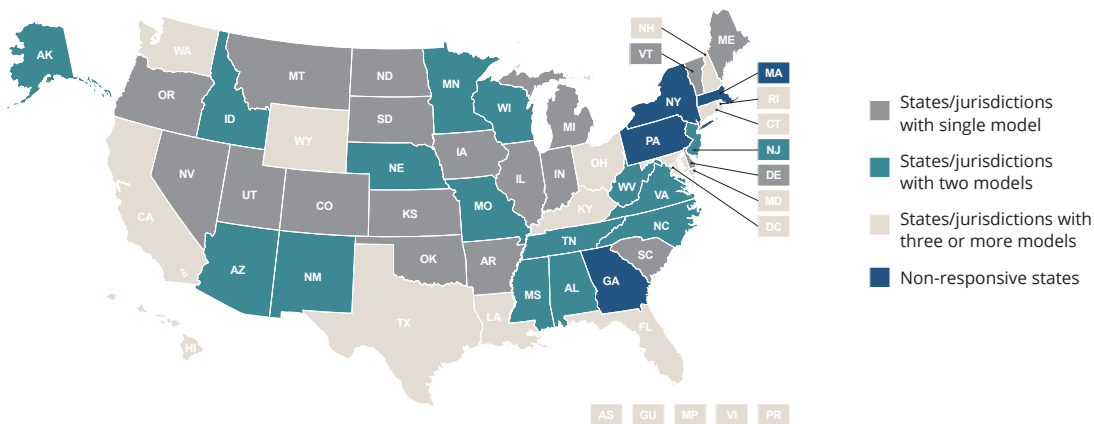 AK
WA
OR
ID
MT
ND
MN
WI
MI
NH
VT
ME
MA
RI
CT
NJ
DE
MD
DC
NY
PA
SD
WY
NE
IA
IL
IN
OH
WV
VA
KY
NC
TN
SC
NV
UT
CO
KS
MO
CA
AZ
NM
OK
AR
MS
AL
GA
TX
LA
FL
HI
AS
GU
MP
VI
PR
States/jurisdictions
with single model
States/jurisdictions
with two models
States/jurisdictions with
three or more models
Non-responsive states